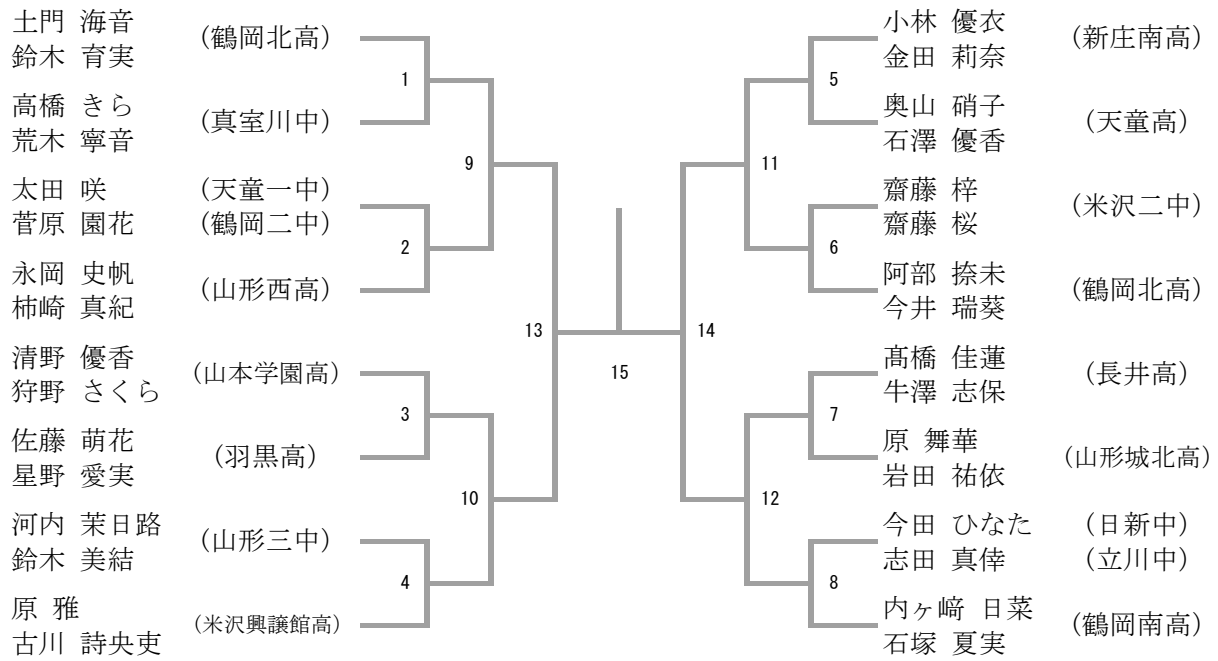 土門 海音
鈴木 育実
(鶴岡北高)
1
高橋 きら
荒木 寧音
(真室川中)
9
太田 咲 (天童一中)
菅原 園花 (鶴岡二中)
2
永岡 史帆
柿崎 真紀
(山形西高)
13
清野 優香
狩野 さくら
(山本学園高)
3
佐藤 萌花
星野 愛実
(羽黒高)
10
河内 茉日路
鈴木 美結
(山形三中)
4
原 雅
古川 詩央吏
(米沢興譲館高)
15
小林 優衣
金田 莉奈
(新庄南高)
5
奥山 硝子
石澤 優香
(天童高)
11
齋藤 梓
齋藤 桜
(米沢二中)
6
阿部 捺未
今井 瑞葵
(鶴岡北高)
14
髙橋 佳蓮
牛澤 志保
(長井高)
7
原 舞華
岩田 祐依
(山形城北高)
12
今田 ひなた (日新中)
志田 真倖 (立川中)
8
内ヶ﨑 日菜
石塚 夏実
(鶴岡南高)